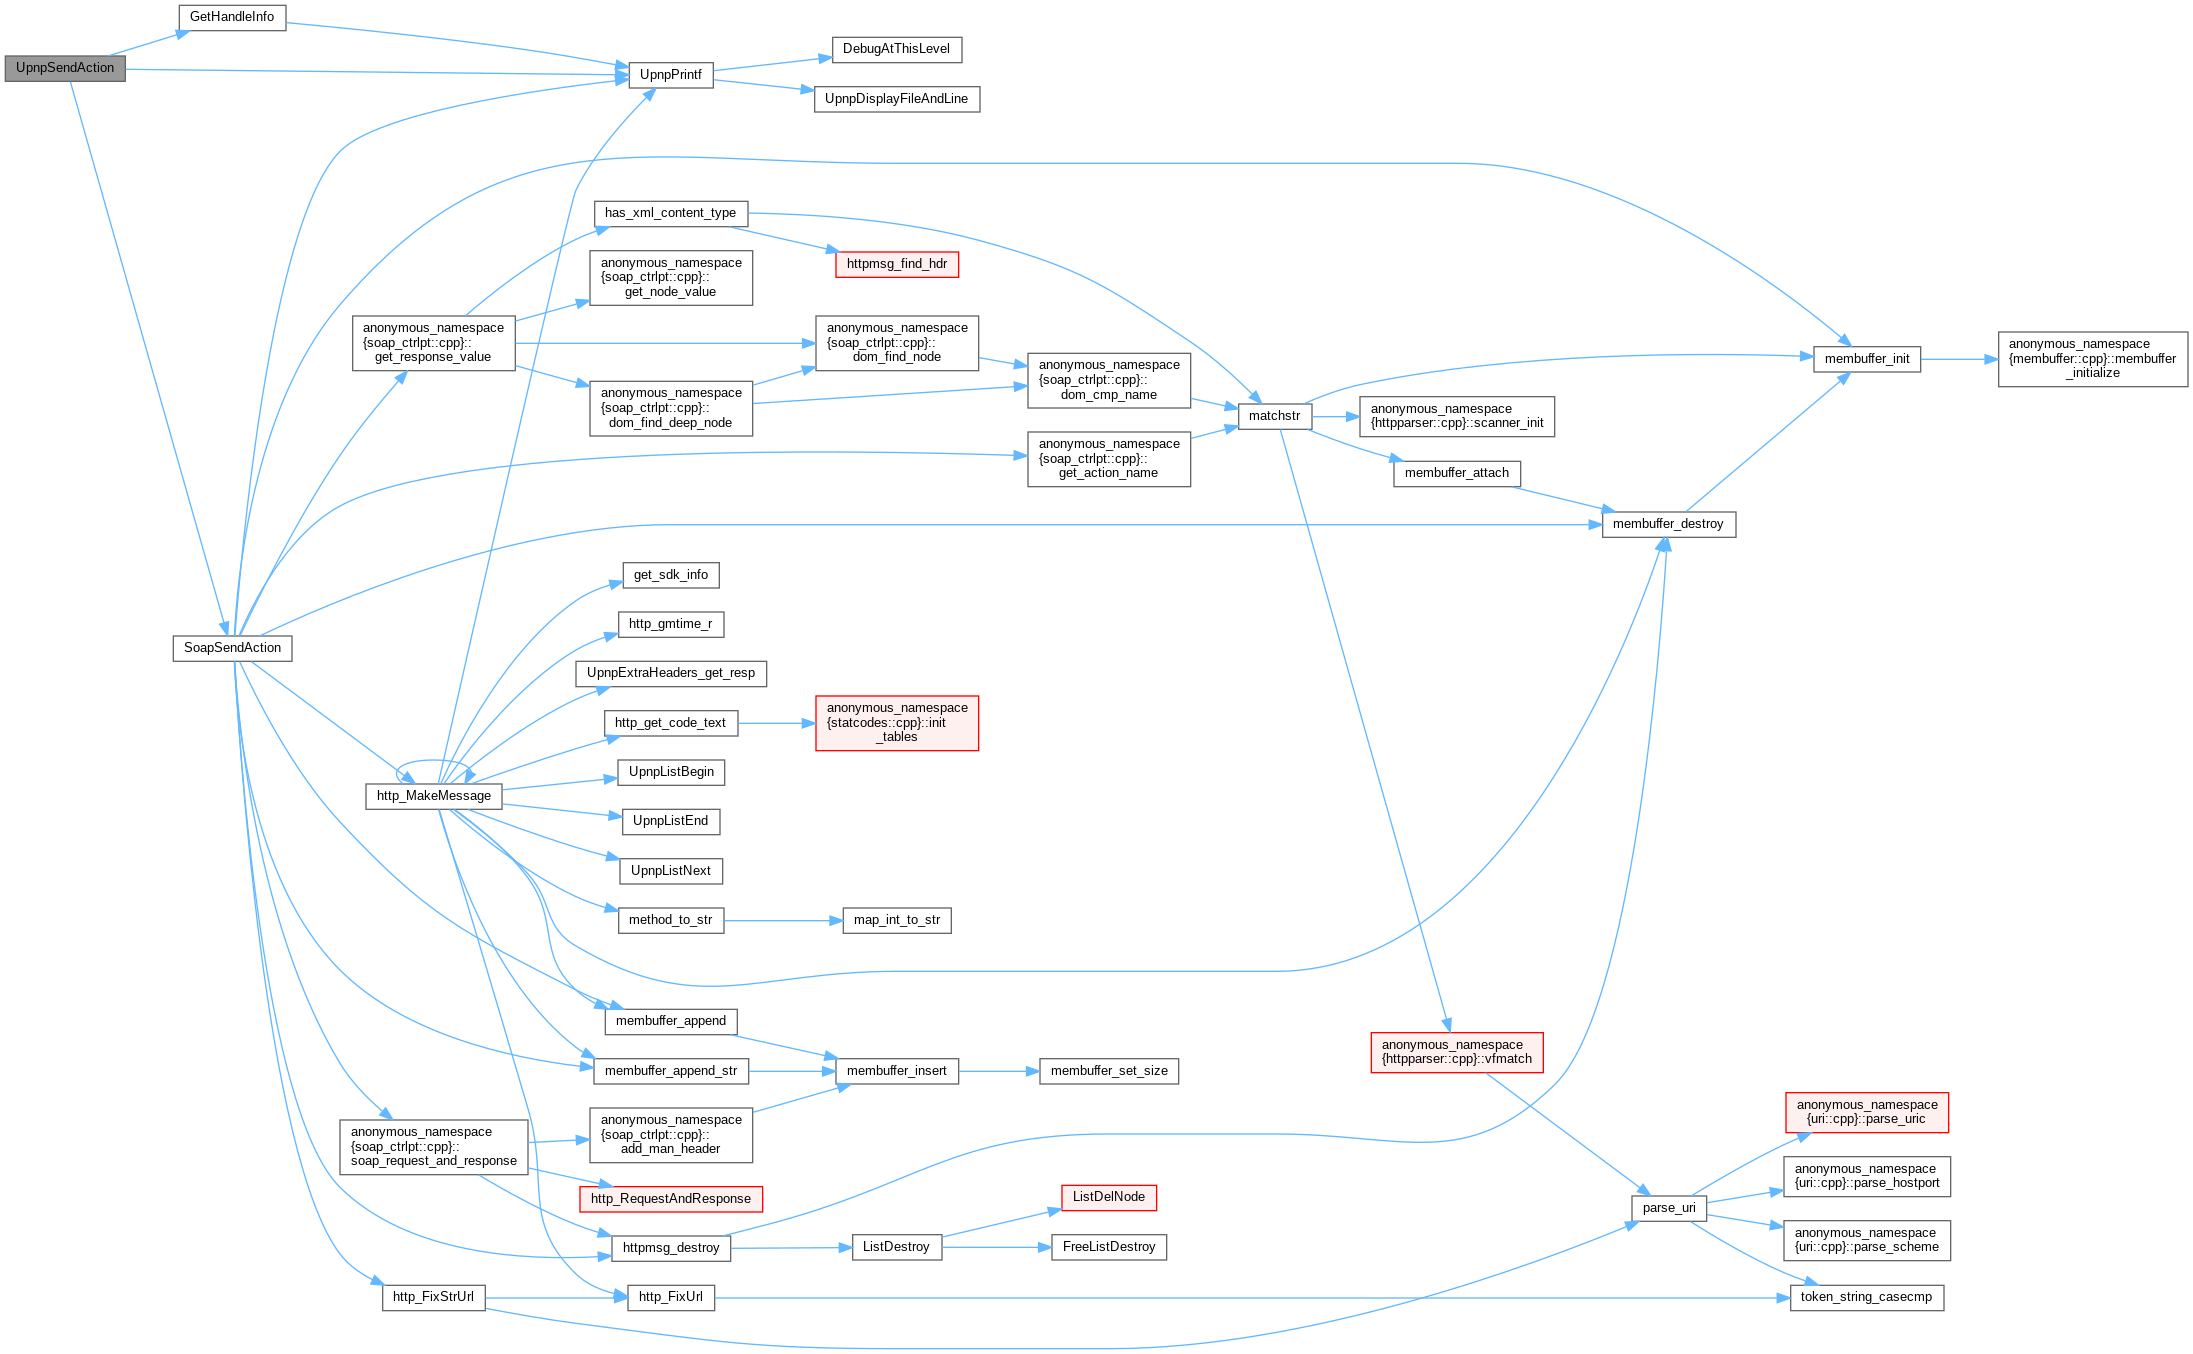 GetHandleInfo
UpnpSendAction
UpnpPrintf
DebugAtThisLevel
UpnpDisplayFileAndLine
has_xml_content_type
httpmsg_find_hdr
anonymous_namespace
{soap_ctrlpt::cpp}::
get_node_value
anonymous_namespace
{soap_ctrlpt::cpp}::
get_response_value
anonymous_namespace
{soap_ctrlpt::cpp}::
dom_find_node
anonymous_namespace
{soap_ctrlpt::cpp}::
dom_find_deep_node
anonymous_namespace
{soap_ctrlpt::cpp}::
dom_cmp_name
anonymous_namespace
{soap_ctrlpt::cpp}::
get_action_name
matchstr
anonymous_namespace
{httpparser::cpp}::scanner_init
membuffer_attach
membuffer_init
anonymous_namespace
{membuffer::cpp}::membuffer
_initialize
membuffer_destroy
SoapSendAction
get_sdk_info
http_gmtime_r
UpnpExtraHeaders_get_resp
http_get_code_text
anonymous_namespace
{statcodes::cpp}::init
_tables
UpnpListBegin
http_MakeMessage
UpnpListEnd
UpnpListNext
method_to_str
map_int_to_str
membuffer_append
membuffer_append_str
membuffer_insert
membuffer_set_size
anonymous_namespace
{httpparser::cpp}::vfmatch
anonymous_namespace
{soap_ctrlpt::cpp}::
soap_request_and_response
anonymous_namespace
{soap_ctrlpt::cpp}::
add_man_header
http_RequestAndResponse
httpmsg_destroy
ListDestroy
ListDelNode
FreeListDestroy
http_FixStrUrl
http_FixUrl
parse_uri
anonymous_namespace
{uri::cpp}::parse_uric
anonymous_namespace
{uri::cpp}::parse_hostport
anonymous_namespace
{uri::cpp}::parse_scheme
token_string_casecmp